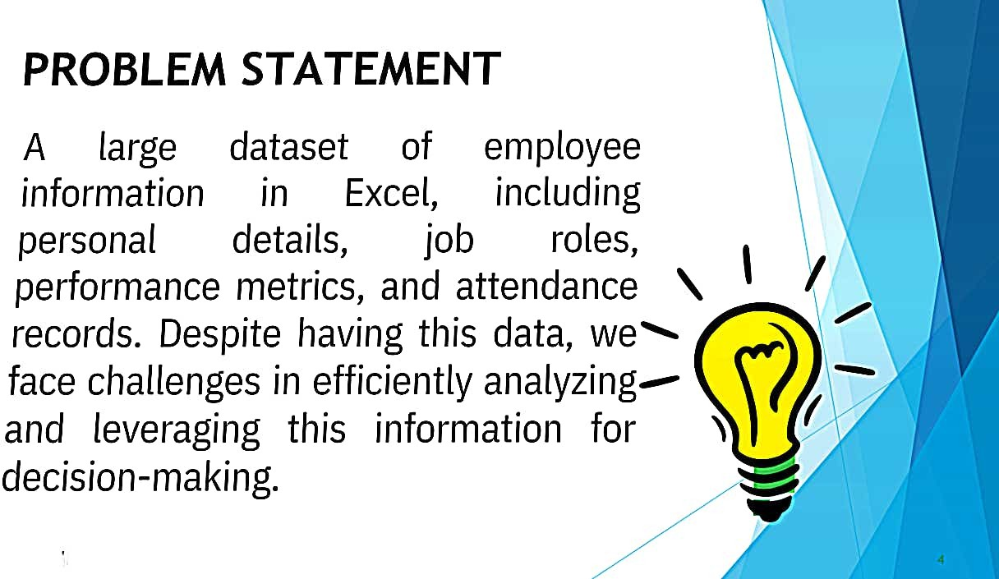 PROBLEM STATEMENT
A large dataset of employee
information in Excel, including
personal details, job roles,
performance metrics, and attendance
records. Despite having this data, we
face challenges in efficiently analyzing
and leveraging this information for
decision-making.
4